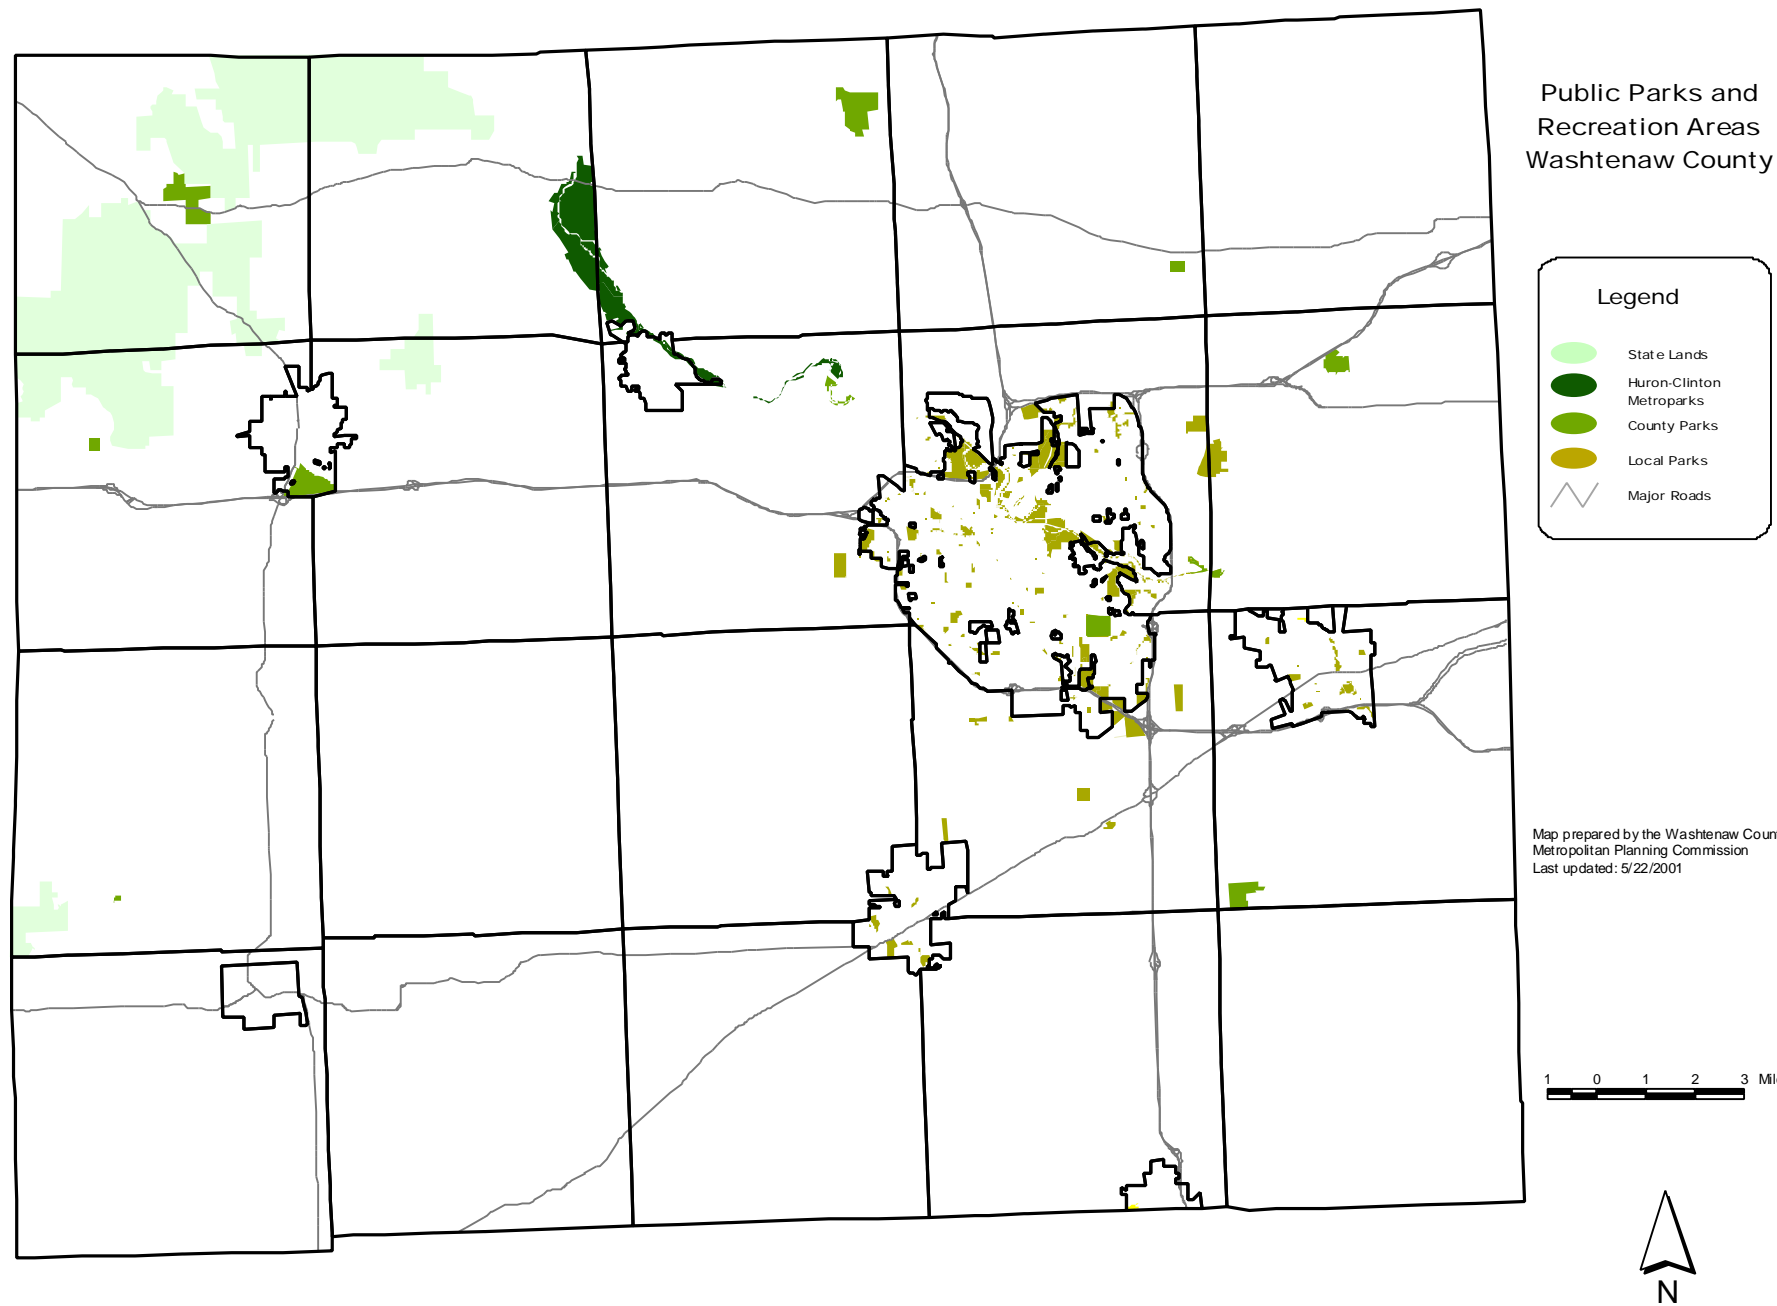 Public Parks and
Recreation Areas
Washtenaw County
Legend
State Lands
Huron-Clinton
Metroparks
County Parks
Local Parks
Major Roads
Map prepared by the Washtenaw Coun
Metropolitan Planning Commission
Last updated: 5/22/2001
1 0 1 2 3 Mil
N